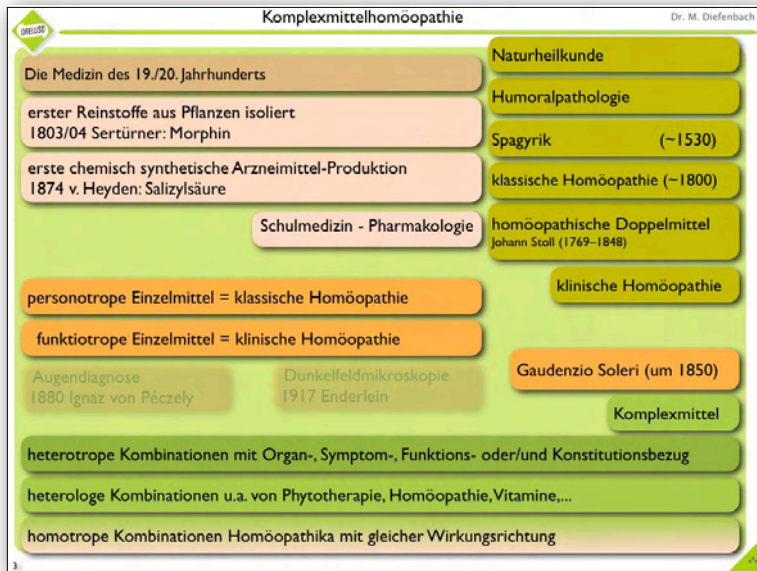 Komplexmittelhomöopathie
Dr. M. Diefenbach
DRELUSO
Die Medizin des 19./20. Jahrhunderts
erster Reinstoffe aus Pflanzen isoliert
1803/04 Sertürner: Morphin
erste chemisch synthetische Arzneimittel-Produktion
1874 v. Heyden: Salizylsäure
Schulmedizin - Pharmakologie
Naturheilkunde
Humoralpathologie
Spagyrik (~1530)
klassische Homöopathie (~1800)
homöopathische Doppelmittel
Johann Stoll (1769–1848)
klinische Homöopathie
personotrope Einzelmittel = klassische Homöopathie
funktiotrope Einzelmittel = klinische Homöopathie
Augendiagnose
1880 Ignaz von Péczely
Dunkelfeldmikroskopie
1917 Enderlein
Gaudenzio Soleri (um 1850)
Komplexmittel
heterotrope Kombinationen mit Organ-, Symptom-, Funktions- oder/und Konstitutionsbezug
heterologe Kombinationen u.a. von Phytotherapie, Homöopathie, Vitamine,...
homotrope Kombinationen Homöopathika mit gleicher Wirkungsrichtung
3